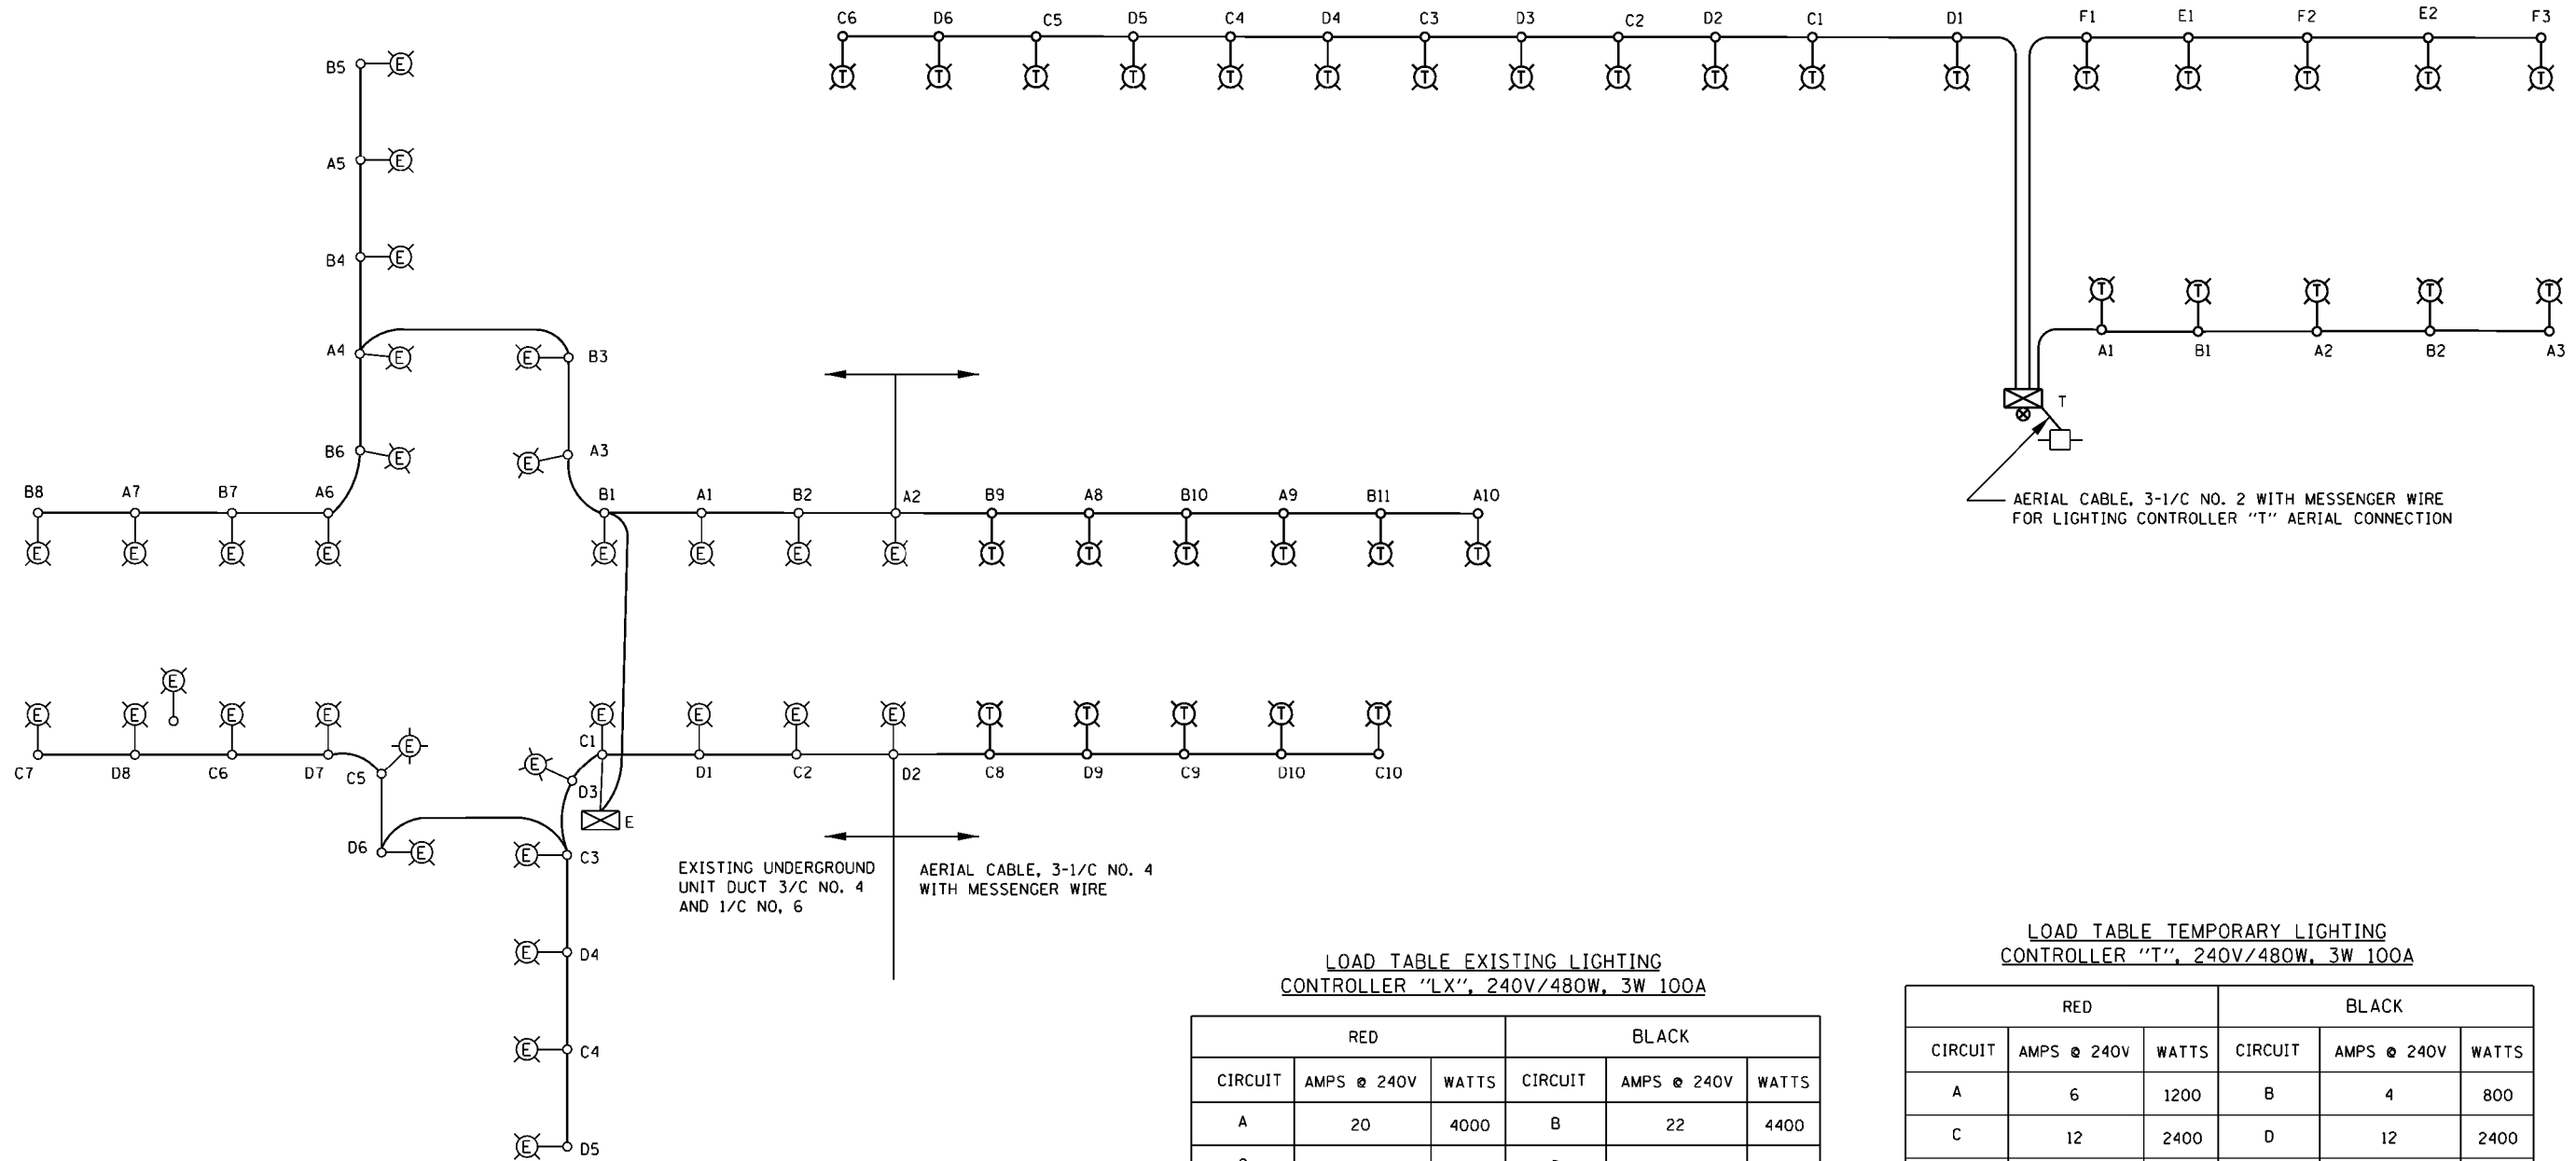 C6 D6 C5 D5 C4 D4 C3 D3 C2 D2 C1 D1 F1 E1 F2 E2 F3
T T T T T T T T T T T T T T T T T
B5 E
A5 E
B4 E
T T T T T
A1 B1 A2 B2 A3
A4 E E B3
T
B6 E E A3
B8 A7 B7 A6 B1 A1 B2 A2 B9 A8 B10 A9 B11 A10
E E E E E E E E T T T T T T
AERIAL CABLE, 3-1/C NO. 2 WITH MESSENGER WIRE
FOR LIGHTING CONTROLLER "T" AERIAL CONNECTION
E
E E E E E E E E T T T T T
E C1
C7 D8 C6 D7 C5 E D1 C2 D2 C8 D9 C9 D10 C10
D3
E
D6 E E C3
EXISTING UNDERGROUND
UNIT DUCT 3/C NO. 4
AND 1/C NO. 6
AERIAL CABLE, 3-1/C NO. 4
WITH MESSENGER WIRE
E D4
E C4
E D5
LOAD TABLE EXISTING LIGHTING
CONTROLLER "LX", 240V/480W, 3W 100A
RED BLACK
CIRCUIT AMPS @ 240V WATTS CIRCUIT AMPS @ 240V WATTS
A 20 4000 B 22 4400
LOAD TABLE TEMPORARY LIGHTING
CONTROLLER "T", 240V/480W, 3W 100A
RED BLACK
CIRCUIT AMPS @ 240V WATTS CIRCUIT AMPS @ 240V WATTS
A 6 1200 B 4 800
C 12 2400 D 12 2400